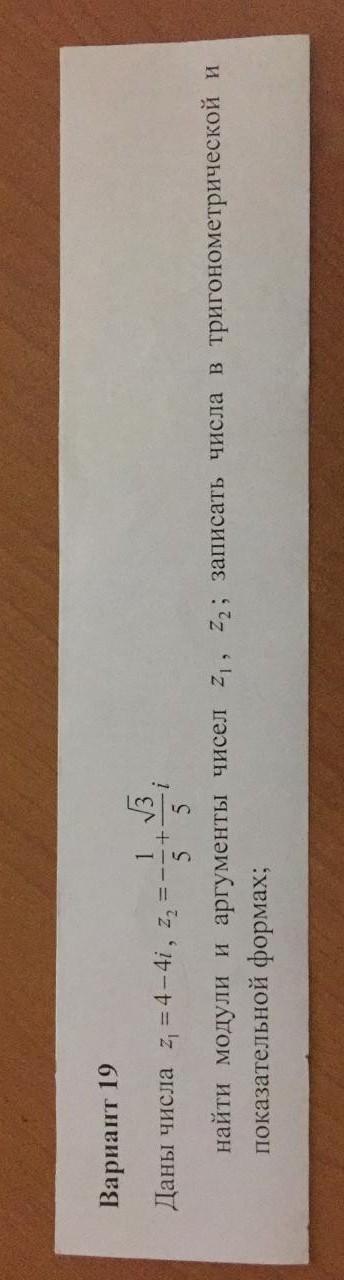 Вариант 19
Даны числа z₁ = 4 − 4i, z₂ = −1/5 + √3/5 i
найти модули и аргументы чисел z₁, z₂; записать числа в тригонометрической и
показательной формах;